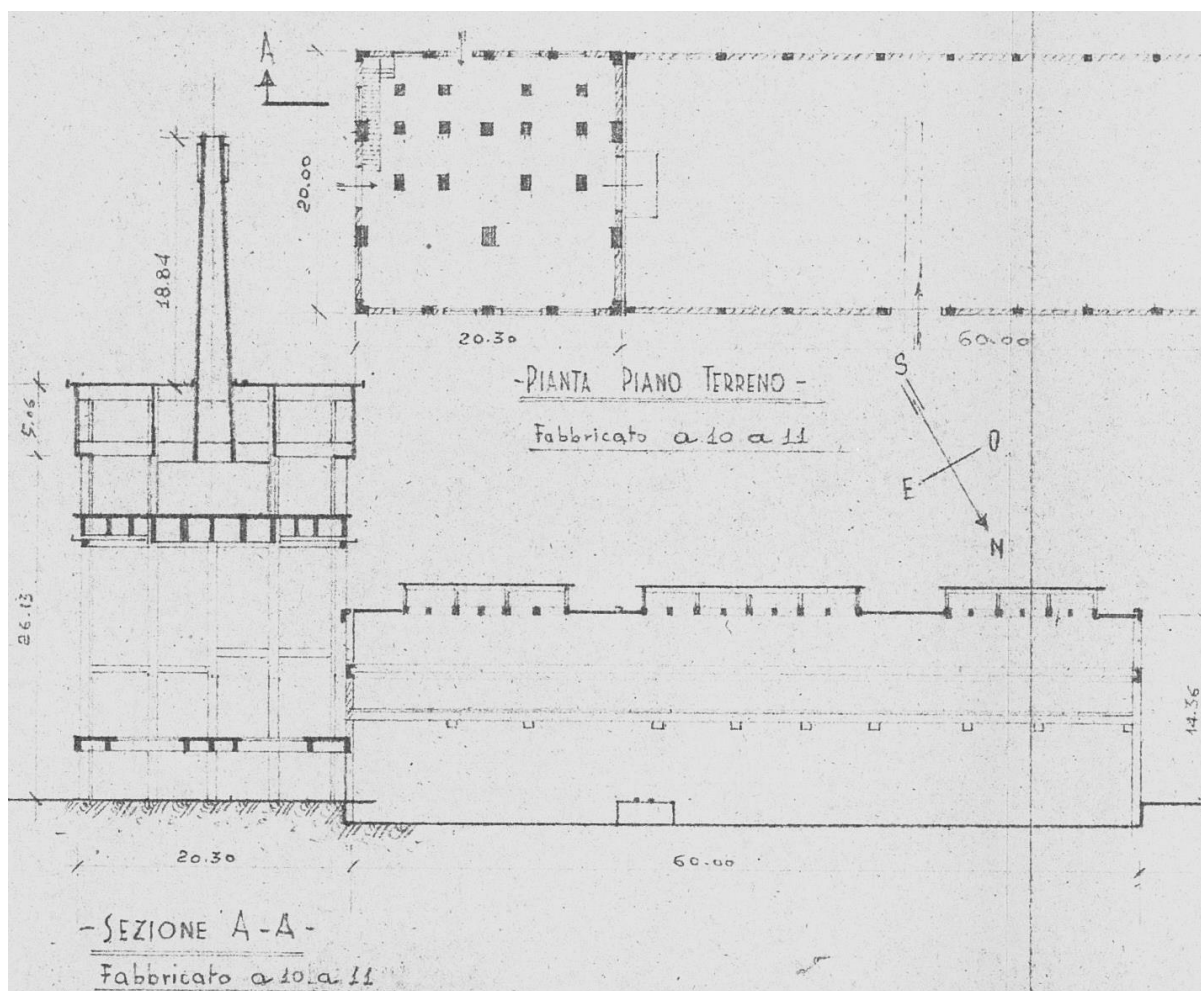 A
20.00
18.84
20.30
60.00
-PIANTA PIANO TERRENO-
Fabbricato a 10 a 11
S
O
E
N
5.06
26.13
14.36
20.30
60.00
-SEZIONE A-A-
Fabbricato a 10 a 11